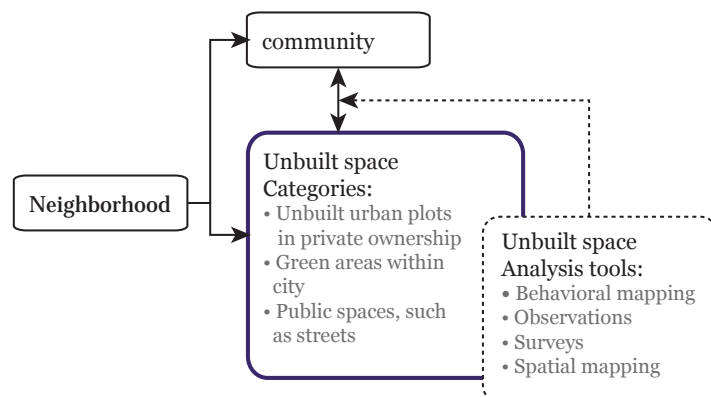 community
Neighborhood
Unbuilt space
Categories:
• Unbuilt urban plots
in private ownership
• Green areas within
city
• Public spaces, such
as streets
Unbuilt space
Analysis tools:
• Behavioral mapping
• Observations
• Surveys
• Spatial mapping